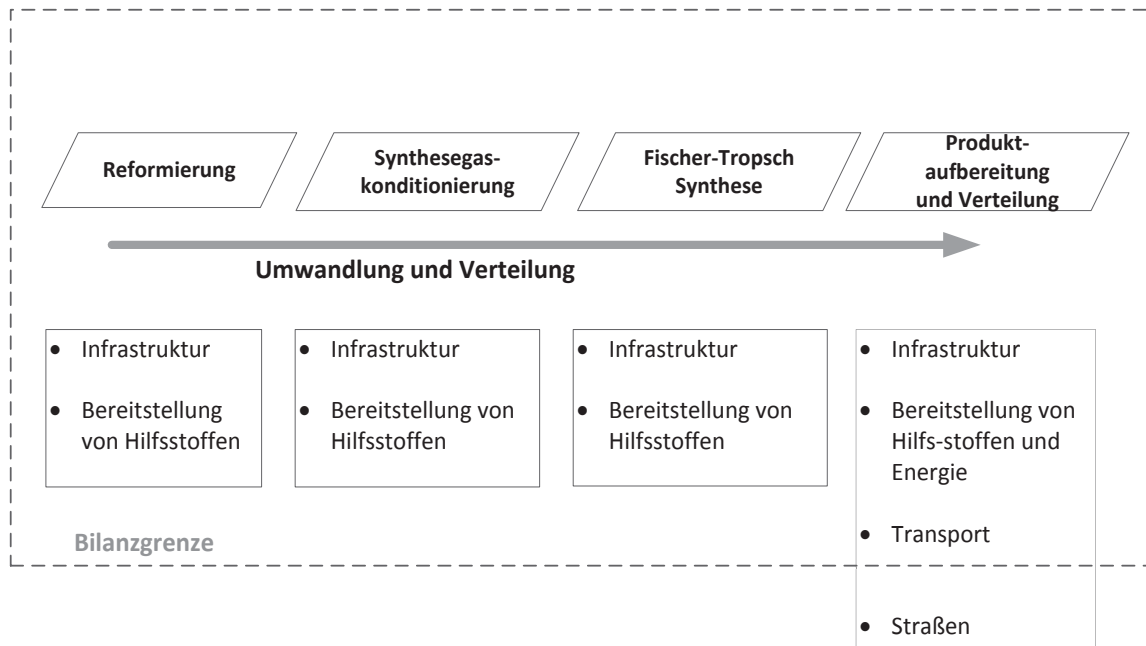 Reformierung
Synthesegas-
konditionierung
Fischer-Tropsch
Synthese
Produkt-
aufbereitung
und Verteilung
Umwandlung und Verteilung
• Infrastruktur
• Bereitstellung
von Hilfsstoffen
• Infrastruktur
• Bereitstellung von
Hilfsstoffen
• Infrastruktur
• Bereitstellung von
Hilfsstoffen
• Infrastruktur
• Bereitstellung von
Hilfs-stoffen und
Energie
• Transport
• Straßen
Bilanzgrenze